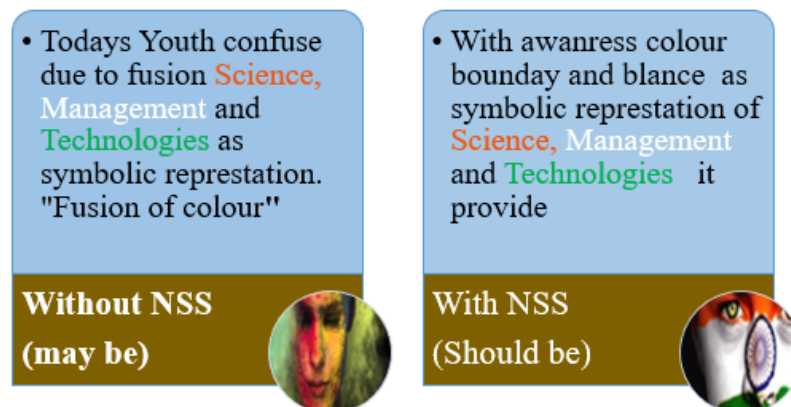 • Todays Youth confuse
due to fusion Science,
Management and
Technologies as
symbolic represtation.
"Fusion of colour"
Without NSS
(may be)
• With awanress colour
bounday and blance as
symbolic represtation of
Science, Management
and Technologies it
provide
With NSS
(Should be)